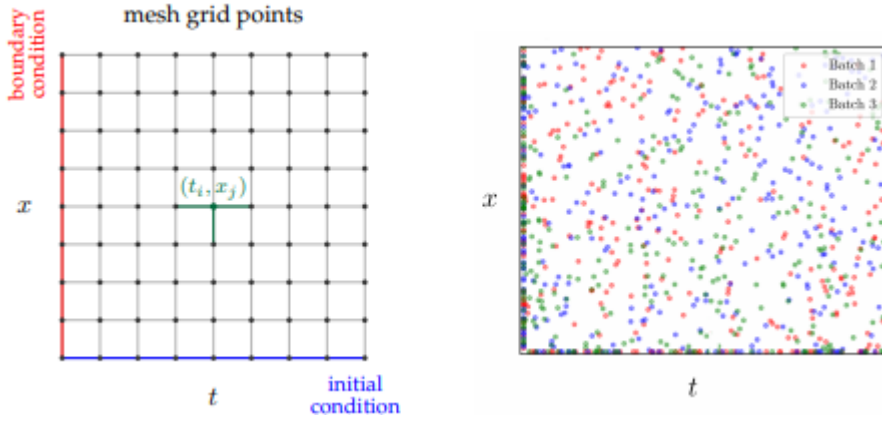 mesh grid points
boundary
condition
(t_i, x_j)
x
t
initial
condition
Batch 1
Batch 2
Batch 3
x
t